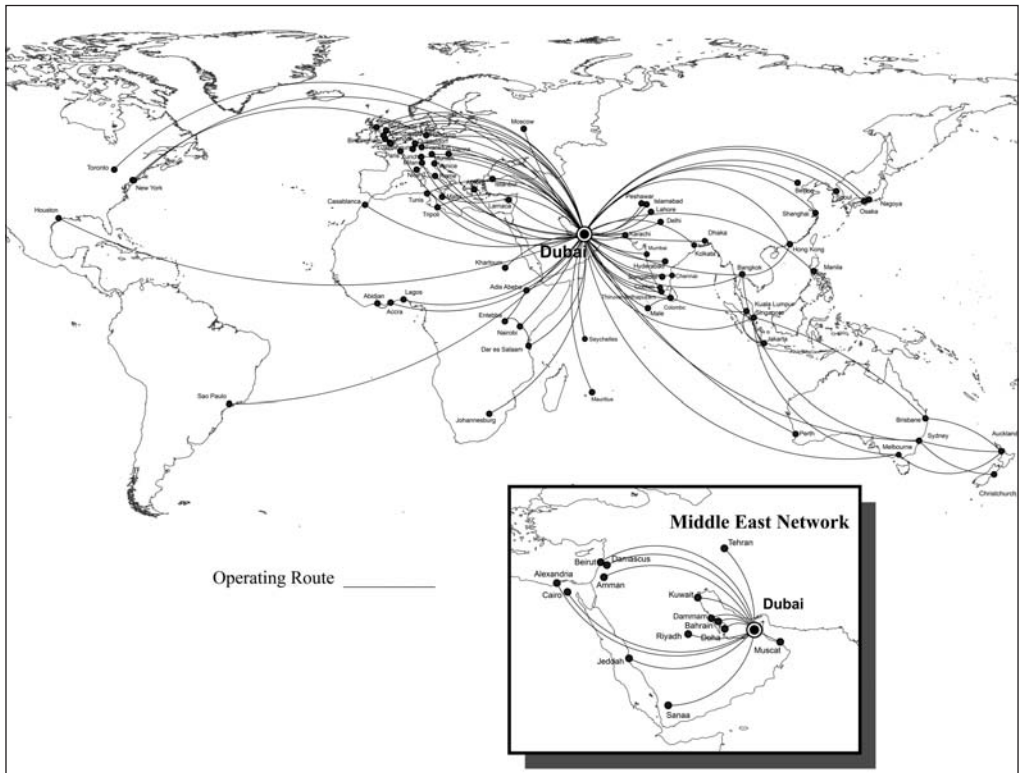 Moscow
Toronto
New York
Houston
Casablanca
Tunis
Tripoli
Istanbul
Larnaca
Dubai
Khartoum
Adis Abeba
Lagos
Abidjan
Accra
Entebbe
Nairobi
Dar es Salaam
Seychelles
Mauritius
Johannesburg
Sao Paulo
Peshawar
Islamabad
Lahore
Delhi
Karachi
Dhaka
Kolkata
Mumbai
Hyderabad
Chennai
Colombo
Male
Shanghai
Osaka
Nagoya
Hong Kong
Bangkok
Manila
Kuala Lumpur
Singapore
Jakarta
Perth
Brisbane
Sydney
Melbourne
Auckland
Christchurch
Operating Route
Middle East Network
Tehran
Beirut
Damascus
Amman
Alexandria
Cairo
Kuwait
Dubai
Dammam
Bahrain
Doha
Riyadh
Muscat
Jeddah
Sanaa